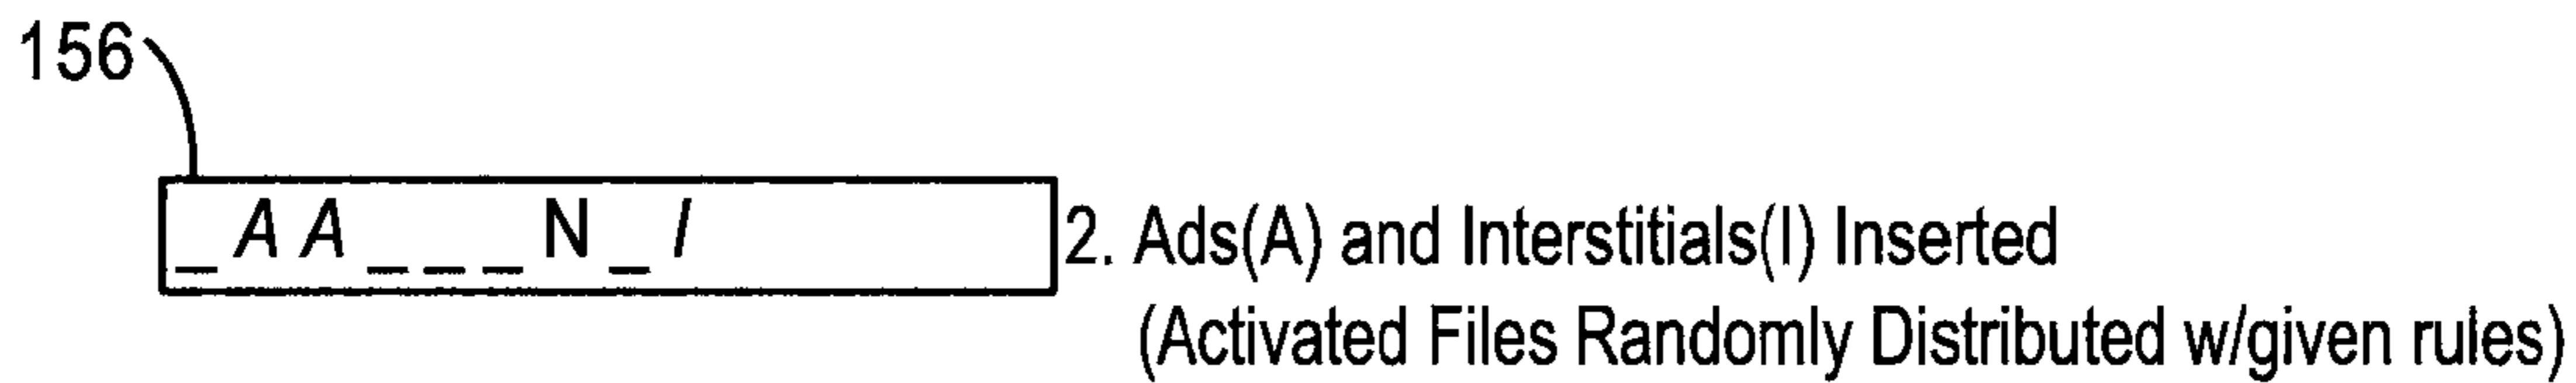 156
_ A A _ _ _ N _ I
2. Ads(A) and Interstitials(I) Inserted
(Activated Files Randomly Distributed w/given rules)